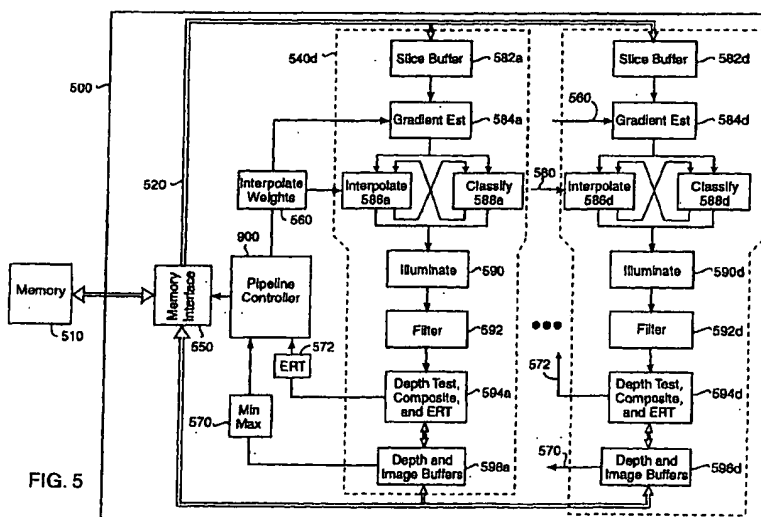 540d
Slice Buffer
582a
Slice Buffer
582d
500
560
Gradient Est
584a
Gradient Est
584d
520
Interpolate
Weights
560
Interpolate
588a
Classify
588a
560
Interpolate
586d
Classify
588d
900
Memory
510
Memory
Interface
550
Pipeline
Controller
Illuminate
590
Illuminate
590d
Filter
592
Filter
592d
572
ERT
572
Depth Test,
Composite,
and ERT
594a
Depth Test,
Composite,
and ERT
594d
570
Min
Max
570
Depth and
Image Buffers
598a
Depth and
Image Buffers
598d
FIG. 5